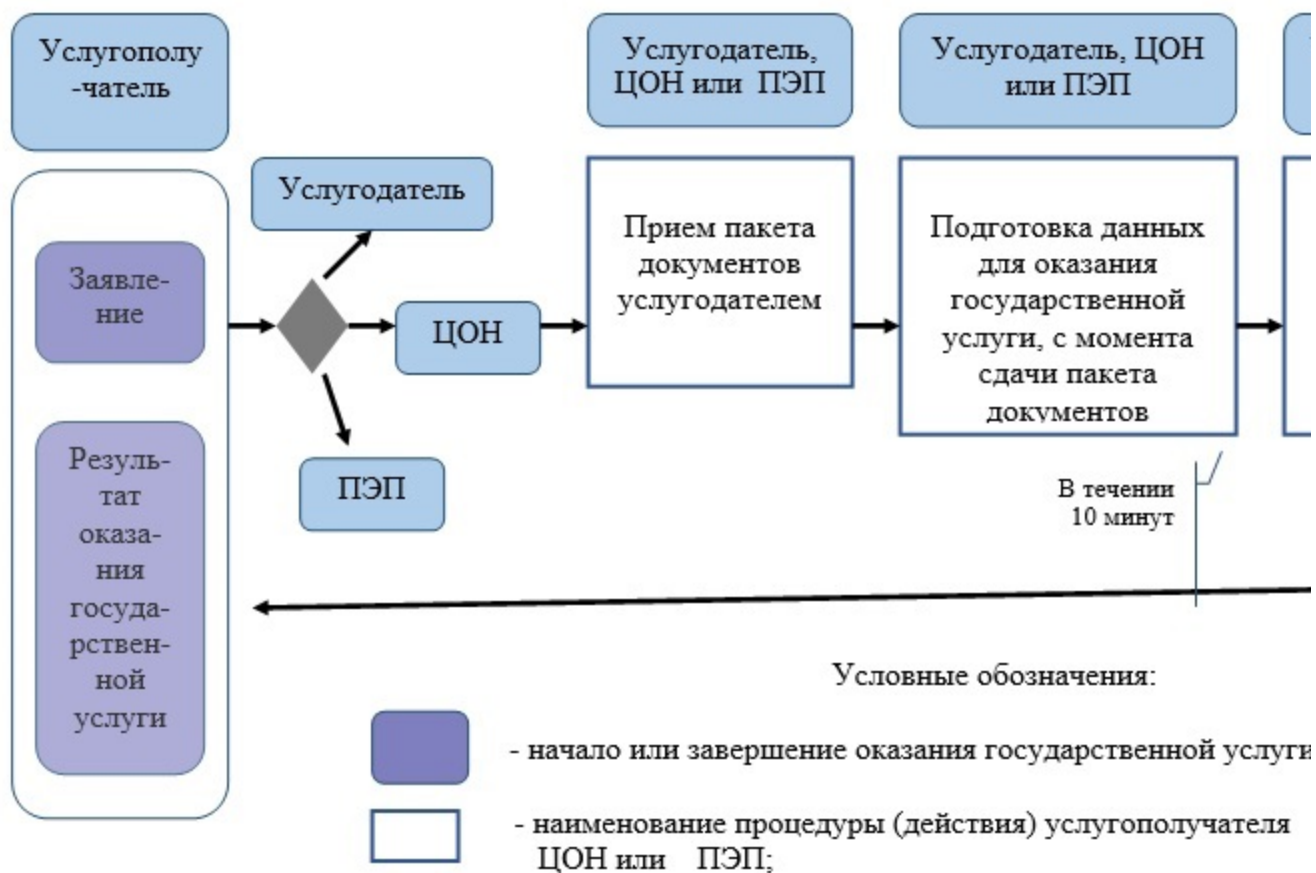 Услугополу
-чатель
Услугодатель,
ЦОН или ПЭП
Услугодатель, ЦОН
или ПЭП
Услугодатель
Заявле-
ние
ЦОН
ПЭП
Прием пакета
документов
услугодателем
Подготовка данных
для оказания
государственной
услуги, с момента
сдачи пакета
документов
Резуль-
тат
оказа-
ния
госуда-
рствен-
ной
услуги
В течении
10 минут
Условные обозначения:
- начало или завершение оказания государственной услуги
- наименование процедуры (действия) услугополучателя
ЦОН или ПЭП;